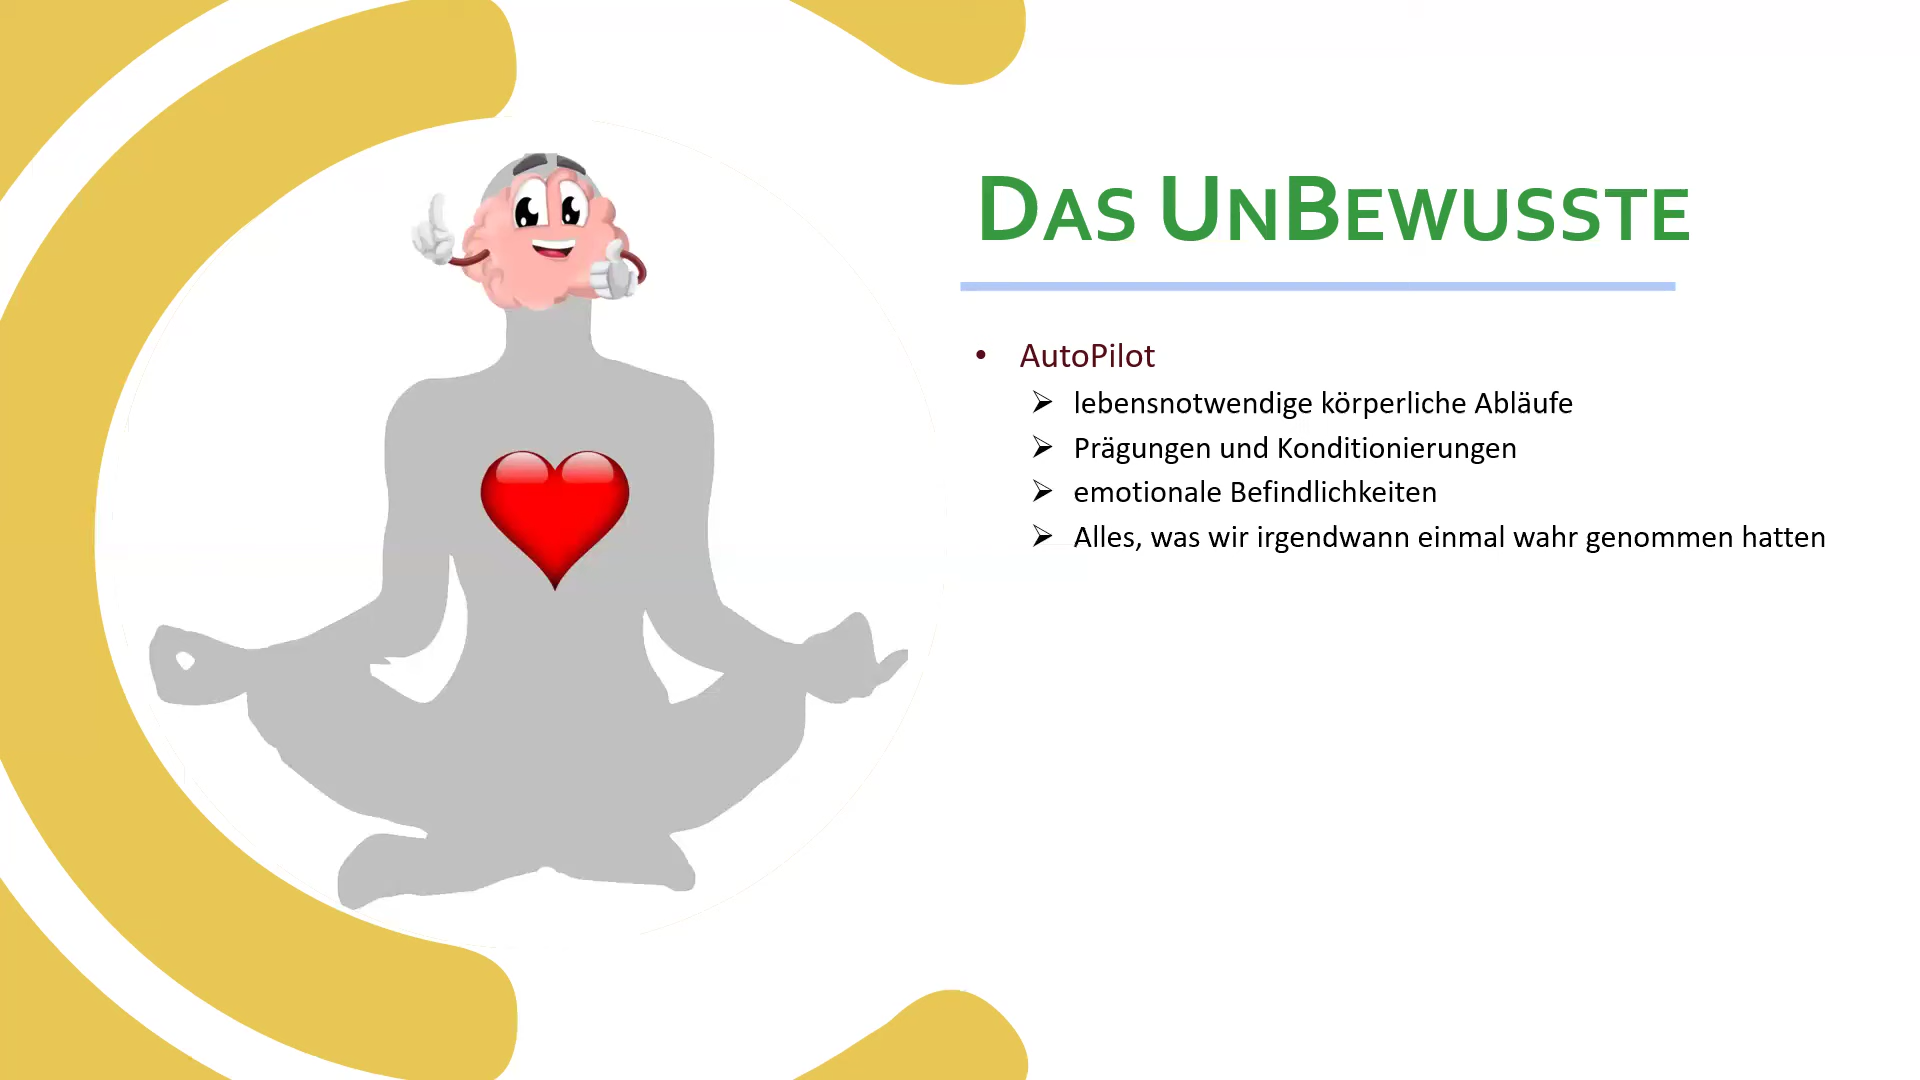 DAS UNBEWUSSTE
• AutoPilot
➢ lebensnotwendige körperliche Abläufe
➢ Prägungen und Konditionierungen
➢ emotionale Befindlichkeiten
➢ Alles, was wir irgendwann einmal wahr genommen hatten